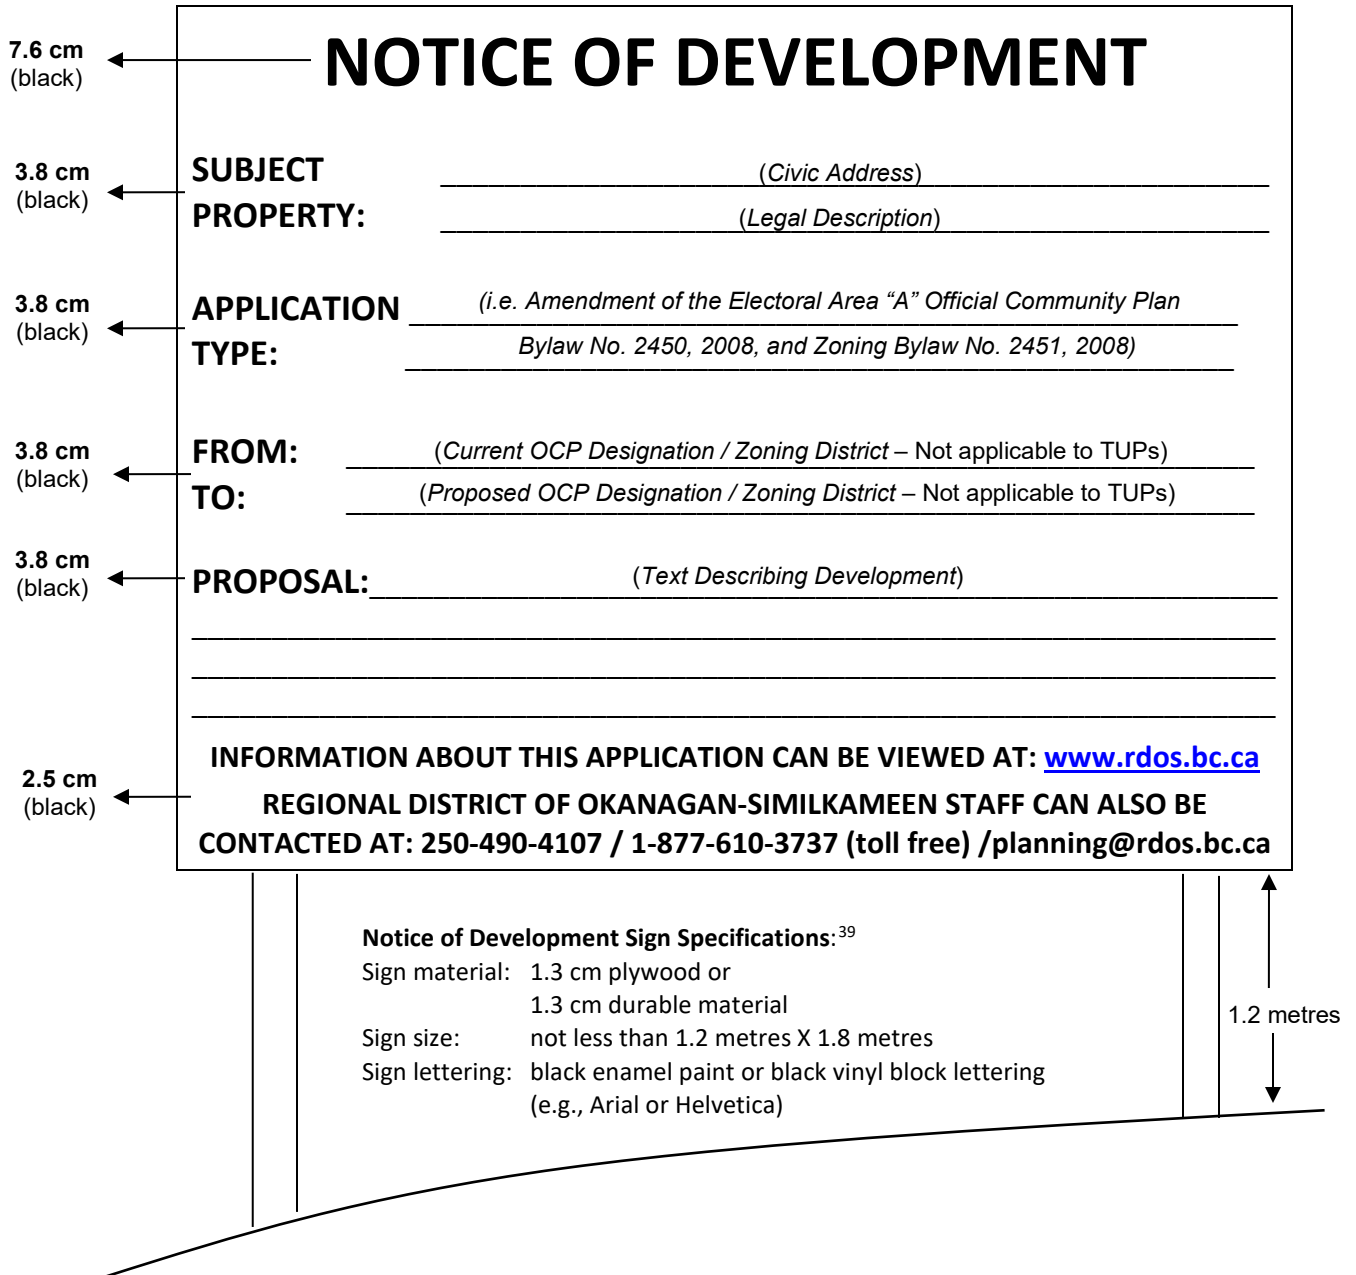 7.6 cm
(black)
NOTICE OF DEVELOPMENT
3.8 cm
(black)
SUBJECT
PROPERTY:
(Civic Address)
(Legal Description)
3.8 cm
(black)
APPLICATION
TYPE:
(i.e. Amendment of the Electoral Area “A” Official Community Plan
Bylaw No. 2450, 2008, and Zoning Bylaw No. 2451, 2008)
3.8 cm
(black)
FROM: (Current OCP Designation / Zoning District – Not applicable to TUPs)
TO: (Proposed OCP Designation / Zoning District – Not applicable to TUPs)
3.8 cm
(black)
PROPOSAL: (Text Describing Development)
INFORMATION ABOUT THIS APPLICATION CAN BE VIEWED AT: www.rdos.bc.ca
2.5 cm
(black)
REGIONAL DISTRICT OF OKANAGAN-SIMILKAMEEN STAFF CAN ALSO BE
CONTACTED AT: 250-490-4107 / 1-877-610-3737 (toll free) /planning@rdos.bc.ca
Notice of Development Sign Specifications:39
Sign material: 1.3 cm plywood or
1.3 cm durable material
Sign size: not less than 1.2 metres X 1.8 metres
Sign lettering: black enamel paint or black vinyl block lettering
(e.g., Arial or Helvetica)
1.2 metres